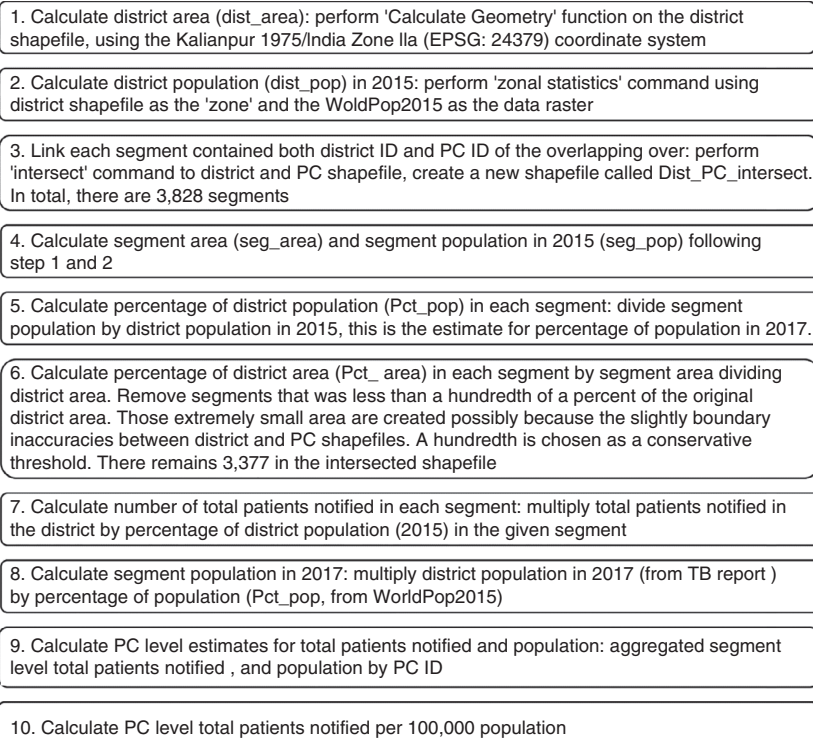 1. Calculate district area (dist_area): perform 'Calculate Geometry' function on the district
shapefile, using the Kalianpur 1975/India Zone lla (EPSG: 24379) coordinate system
2. Calculate district population (dist_pop) in 2015: perform 'zonal statistics' command using
district shapefile as the 'zone' and the WoldPop2015 as the data raster
3. Link each segment contained both district ID and PC ID of the overlapping over: perform
'intersect' command to district and PC shapefile, create a new shapefile called Dist_PC_intersect.
In total, there are 3,828 segments
4. Calculate segment area (seg_area) and segment population in 2015 (seg_pop) following
step 1 and 2
5. Calculate percentage of district population (Pct_pop) in each segment: divide segment
population by district population in 2015, this is the estimate for percentage of population in 2017.
6. Calculate percentage of district area (Pct_ area) in each segment by segment area dividing
district area. Remove segments that was less than a hundredth of a percent of the original
district area. Those extremely small area are created possibly because the slightly boundary
inaccuracies between district and PC shapefiles. A hundredth is chosen as a conservative
threshold. There remains 3,377 in the intersected shapefile
7. Calculate number of total patients notified in each segment: multiply total patients notified in
the district by percentage of district population (2015) in the given segment
8. Calculate segment population in 2017: multiply district population in 2017 (from TB report )
by percentage of population (Pct_pop, from WorldPop2015)
9. Calculate PC level estimates for total patients notified and population: aggregated segment
level total patients notified , and population by PC ID
10. Calculate PC level total patients notified per 100,000 population